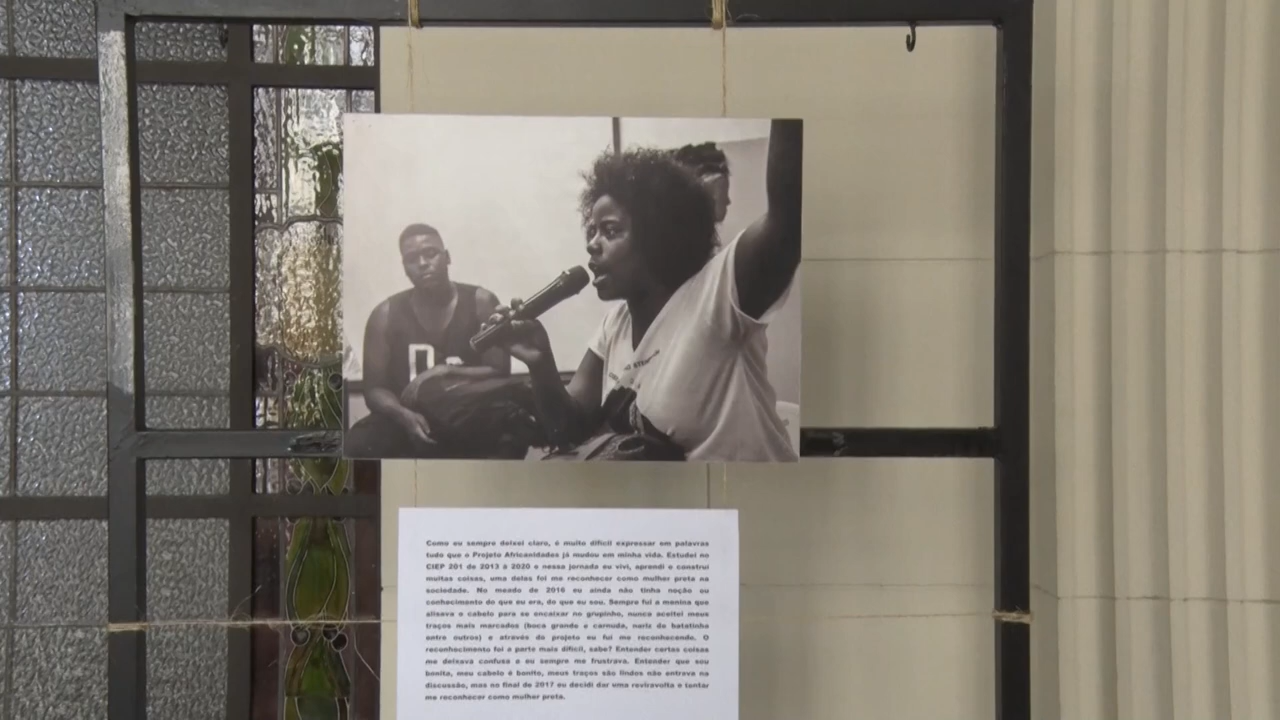 Como eu sempre deixei claro, é muito difícil expressar em palavras
tudo que o Projeto Africanidades já mudou em minha vida. Estudei no
CIEP 201 de 2013 à 2020 e nessa jornada eu vivi, aprendi e construí
muitas coisas, uma delas foi me reconhecer como mulher preta na
sociedade. No meado de 2016 eu ainda não tinha noção ou
conhecimento do que eu era, do que eu sou. Sempre fui a menina que
alisava o cabelo para se encaixar no grupinho, nunca aceitei meus
traços mais marcados (boca grande e carnuda, nariz de batatinha
entre outros) e através do projeto eu fui me reconhecendo. O
reconhecimento foi a parte mais difícil, sabe? Entender certas coisas
me deixava confusa e eu sempre me frustrava. Entender que sou
bonita, meu cabelo é bonito, meus traços são lindos não entrava na
discussão, mas no final de 2017 eu decidi dar uma reviravolta e tentar
me reconhecer como mulher preta.